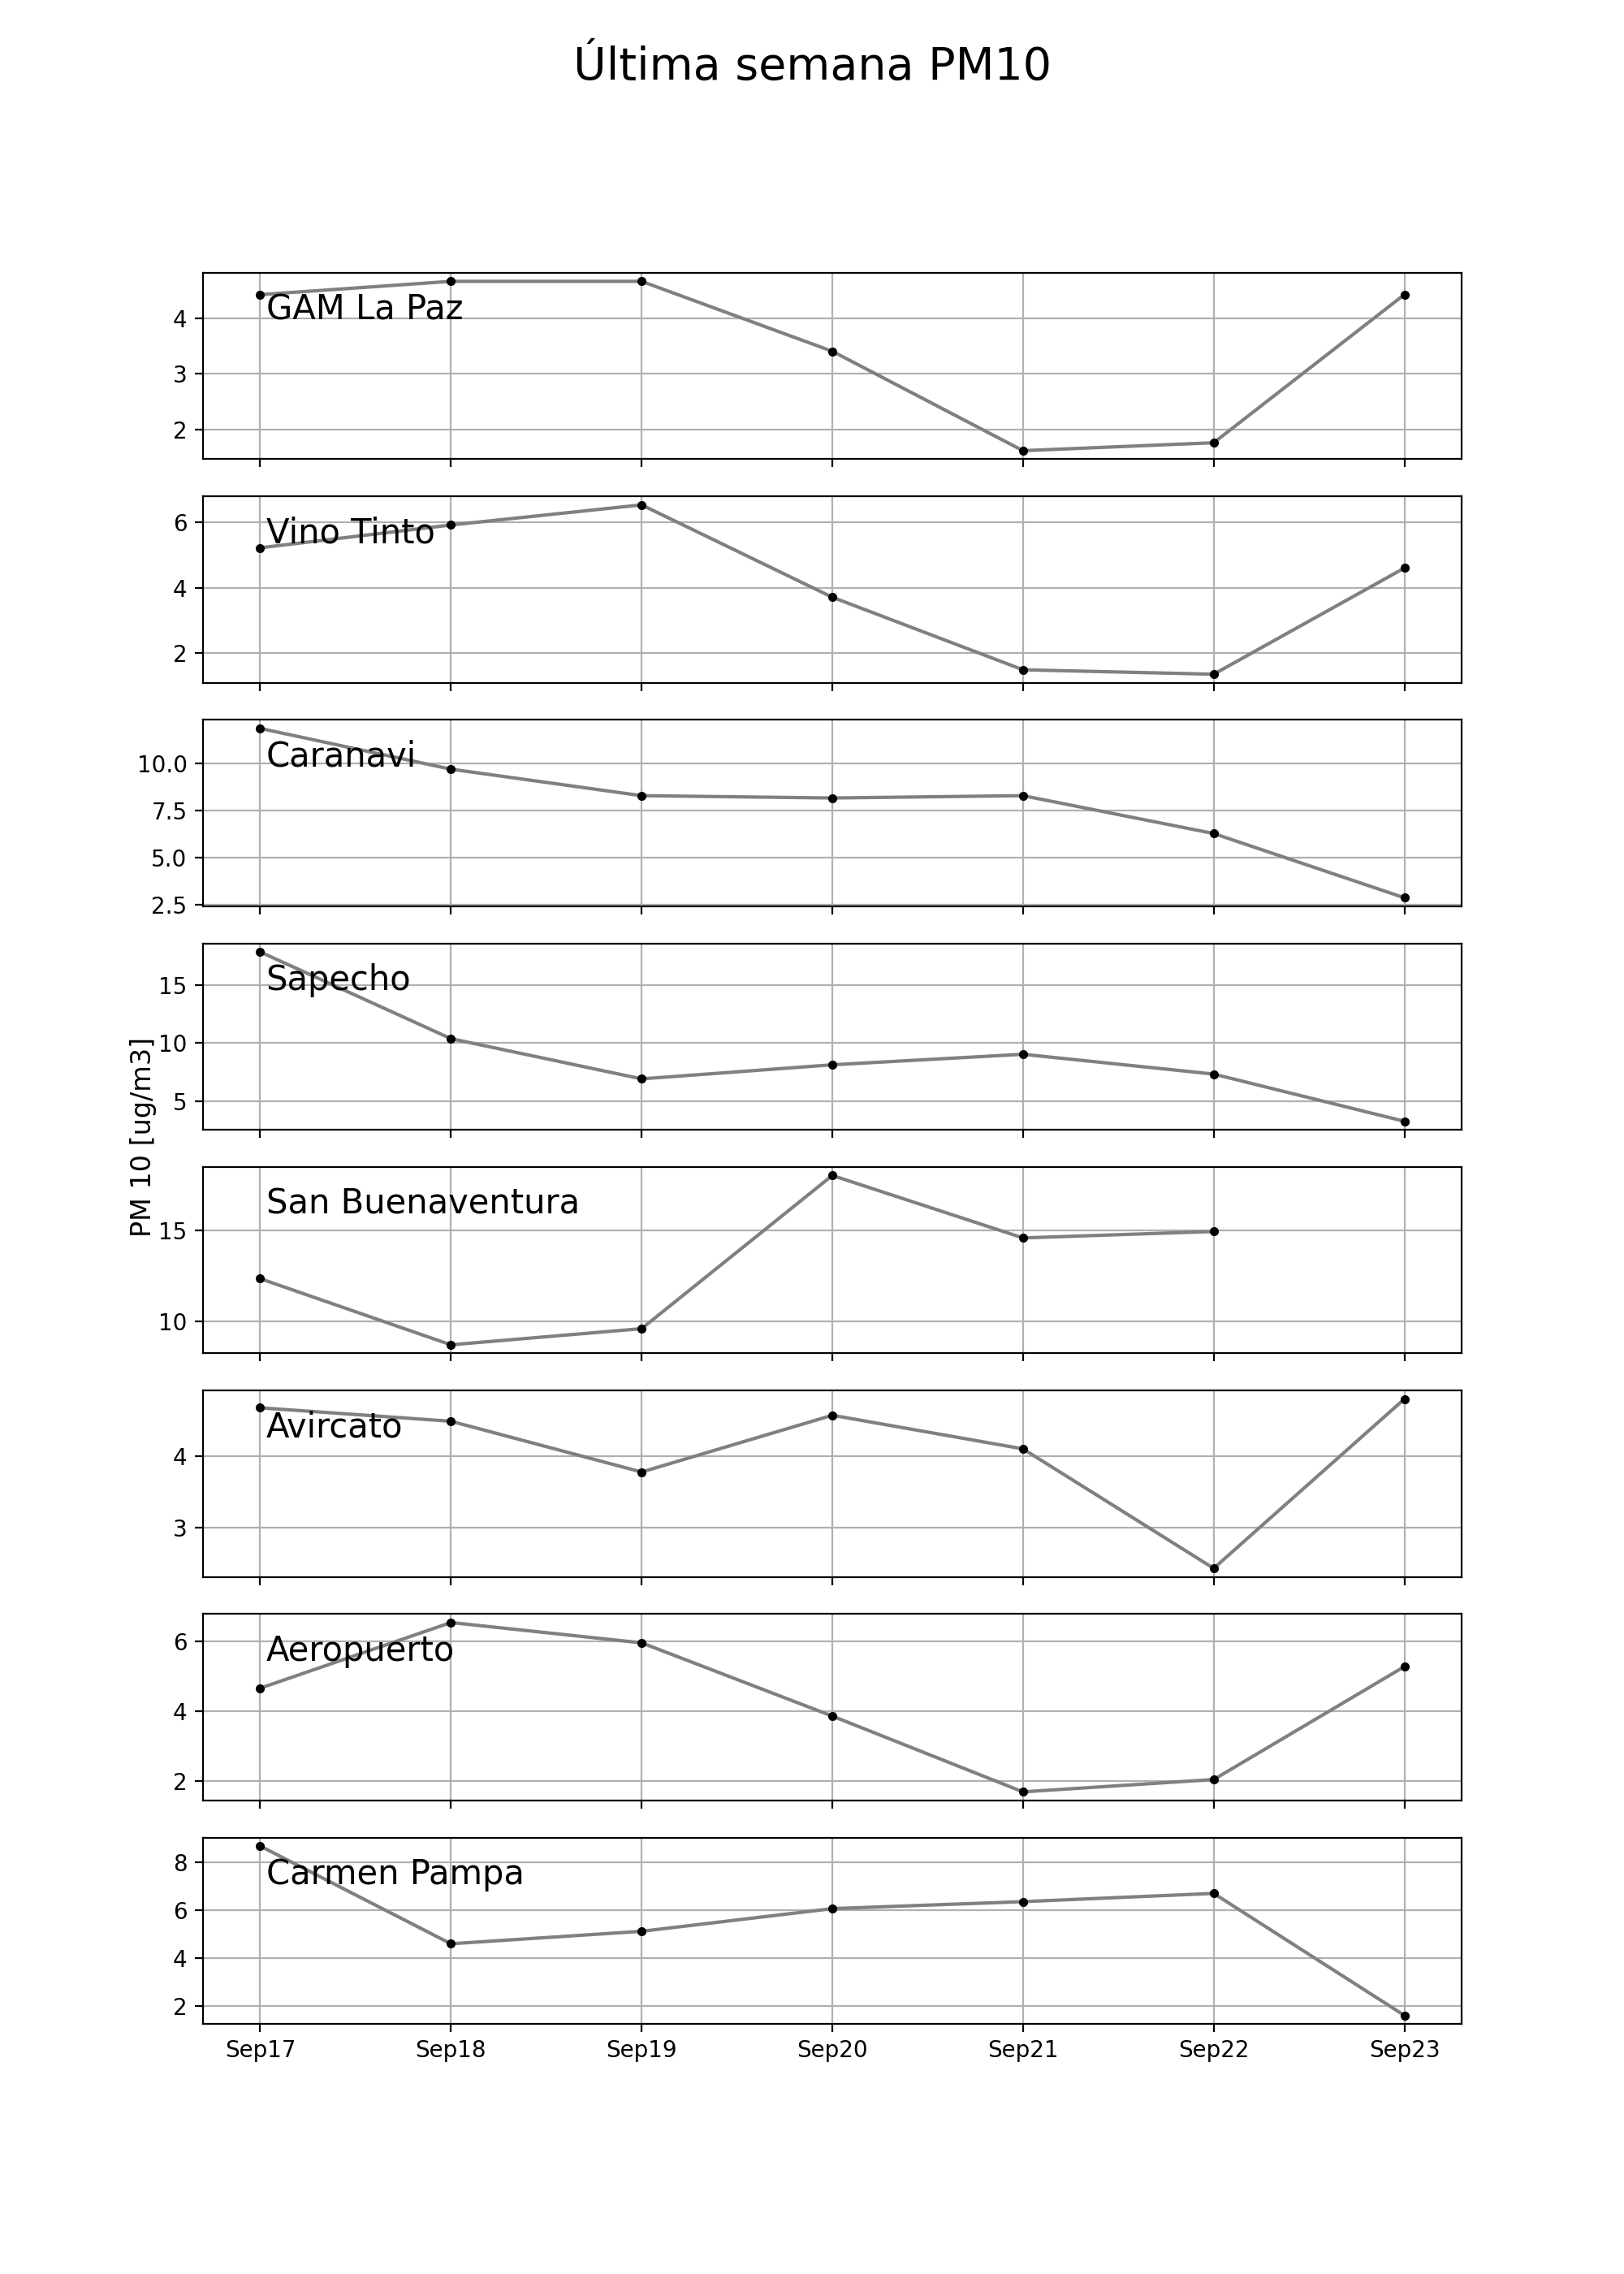 Última semana PM10
GAM La Paz
4
3
2
Vino Tinto
6
4
2
Caranavi
10.0
7.5
5.0
2.5
Sapecho
15
10
5
PM 10 [ug/m3]
San Buenaventura
15
10
Avircato
4
3
Aeropuerto
6
4
2
Carmen Pampa
8
6
4
2
Sep17 Sep18 Sep19 Sep20 Sep21 Sep22 Sep23